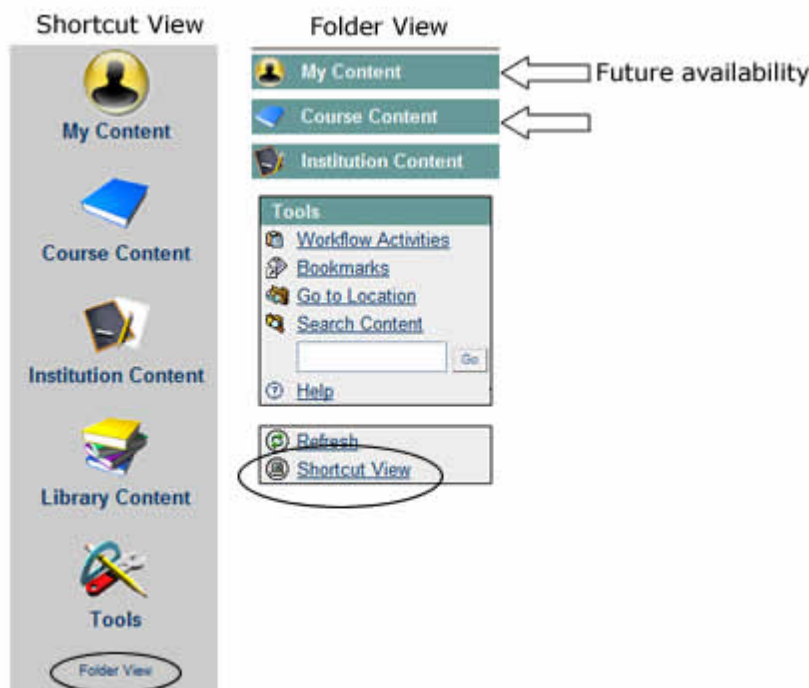 Shortcut View
My Content
Course Content
Institution Content
Library Content
Tools
Folder View
Folder View
My Content
Future availability
Course Content
Institution Content
Tools
Workflow Activities
Bookmarks
Go to Location
Search Content
Go
Help
Refresh
Shortcut View